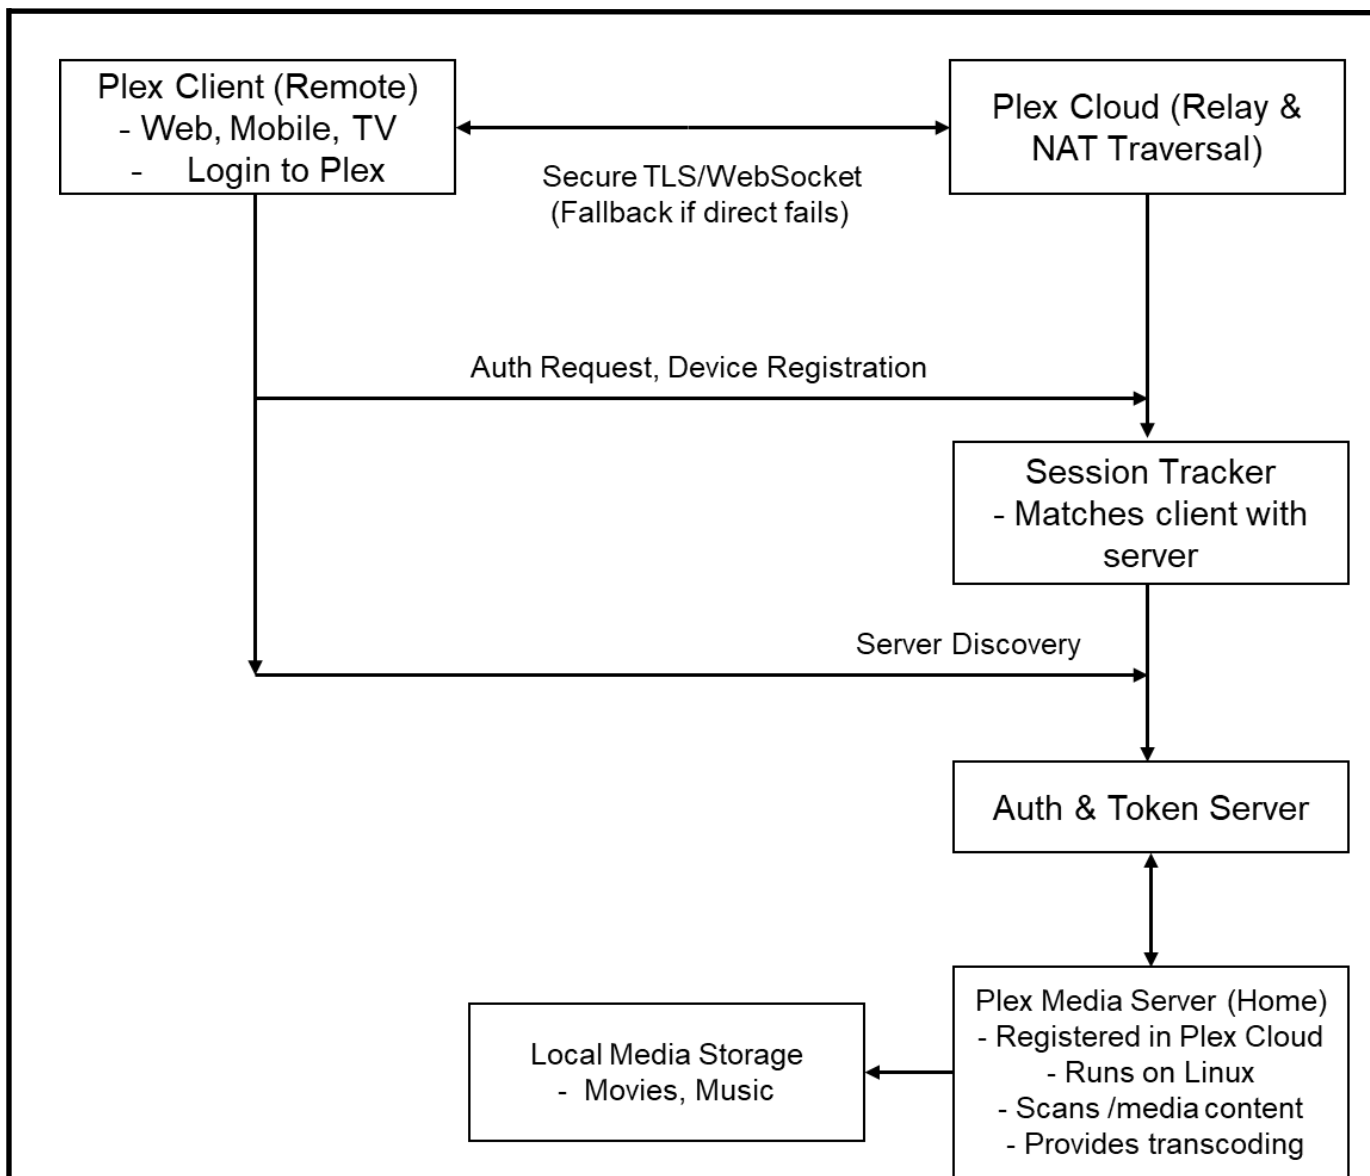 Plex Client (Remote)
- Web, Mobile, TV
- Login to Plex
Plex Cloud (Relay &
NAT Traversal)
Secure TLS/WebSocket
(Fallback if direct fails)
Auth Request, Device Registration
Session Tracker
- Matches client with
server
Server Discovery
Auth & Token Server
Plex Media Server (Home)
- Registered in Plex Cloud
- Runs on Linux
- Scans /media content
- Provides transcoding
Local Media Storage
- Movies, Music